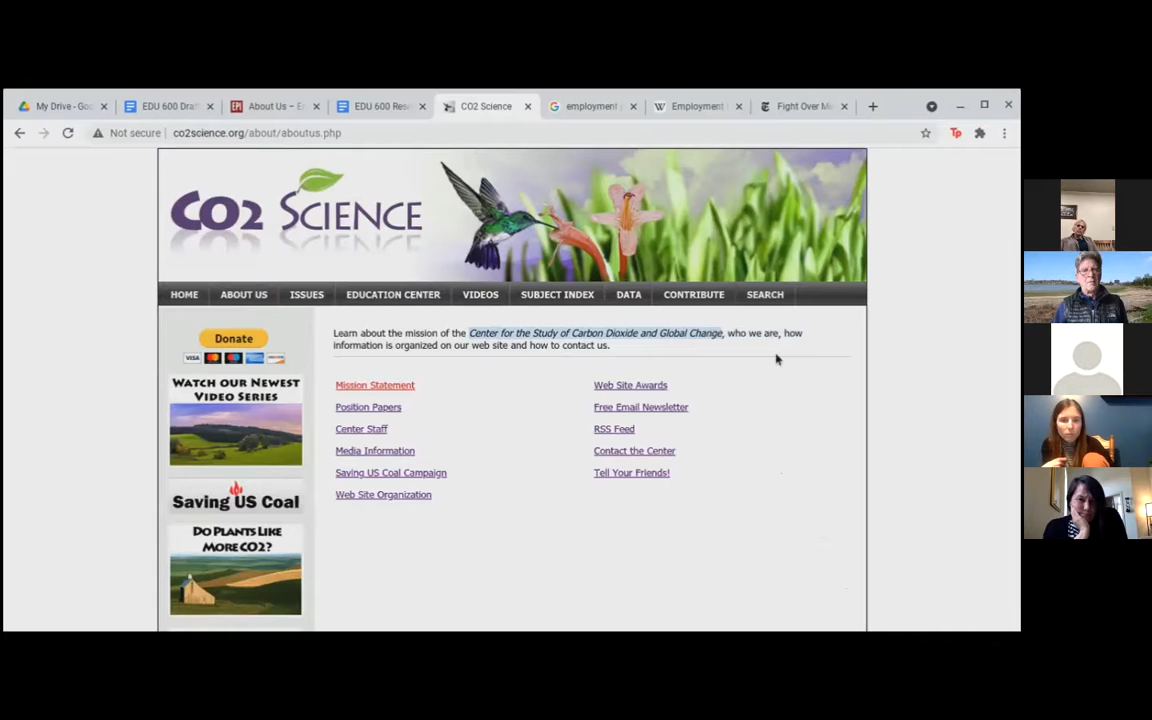 My Drive - Goo
EDU 600 Draf
About Us – E
EDU 600 Res
CO2 Science
employment
Employment
Fight Over M
Not secure
co2science.org/about/aboutus.php
Tp
CO2 SCIENCE
HOME
ABOUT US
ISSUES
EDUCATION CENTER
VIDEOS
SUBJECT INDEX
DATA
CONTRIBUTE
SEARCH
Donate
VISA
WATCH OUR NEWEST
VIDEO SERIES
Saving US Coal
DO PLANTS LIKE
MORE CO2?
Learn about the mission of the Center for the Study of Carbon Dioxide and Global Change, who we are, how
information is organized on our web site and how to contact us.
Mission Statement
Position Papers
Center Staff
Media Information
Saving US Coal Campaign
Web Site Organization
Web Site Awards
Free Email Newsletter
RSS Feed
Contact the Center
Tell Your Friends!